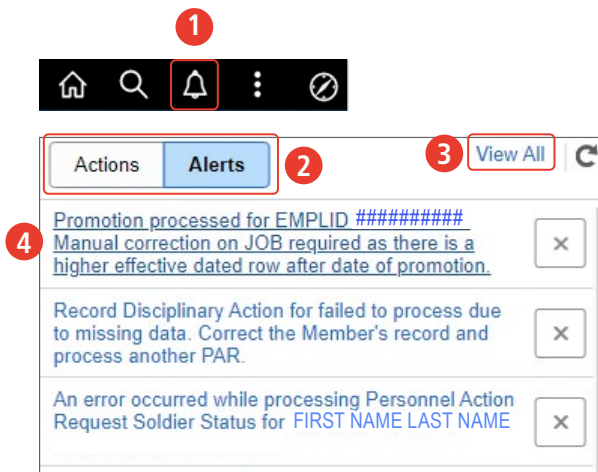 1
Actions
Alerts
2
3
View All
4
Promotion processed for EMPLID ##########
Manual correction on JOB required as there is a
higher effective dated row after date of promotion.
Record Disciplinary Action for failed to process due
to missing data. Correct the Member's record and
process another PAR.
An error occurred while processing Personnel Action
Request Soldier Status for FIRST NAME LAST NAME